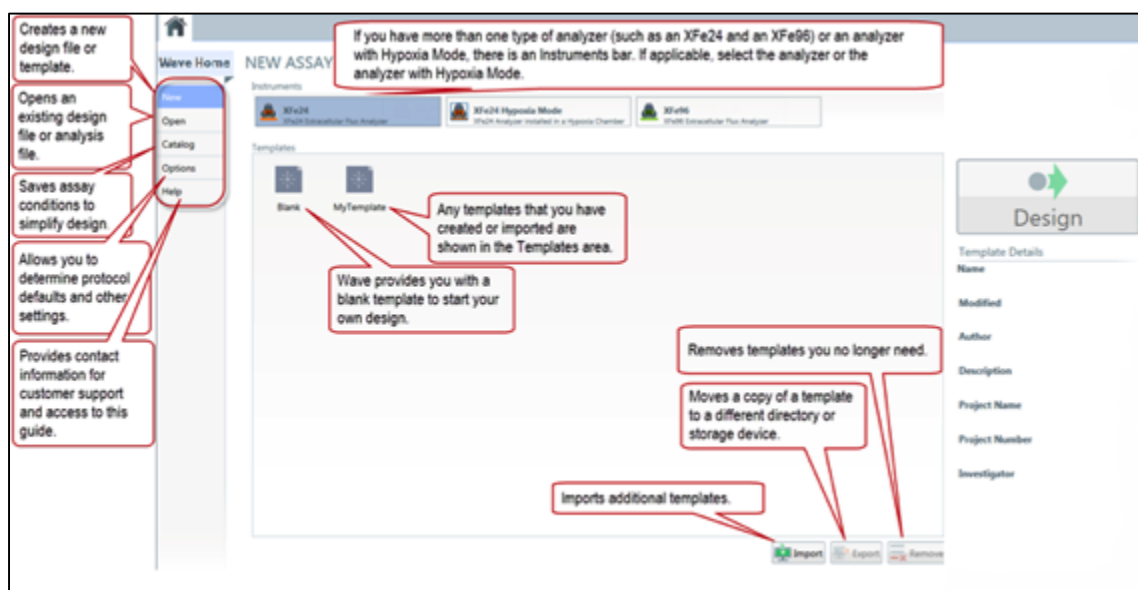 Creates a new
design file or
template.
Opens an
existing design
file or analysis
file.
Saves assay
conditions to
simplify design.
Allows you to
determine protocol
defaults and other
settings.
Provides contact
information for
customer support
and access to this
guide.
Wave Home
New
Open
Catalog
Options
Help
NEW ASSAY
If you have more than one type of analyzer (such as an XFe24 and an XFe96) or an analyzer
with Hypoxia Mode, there is an Instruments bar. If applicable, select the analyzer or the
analyzer with Hypoxia Mode.
Instruments
XFe24
XFe24 Extracellular Flux Analyzer
XFe24 Hypoxia Mode
XFe24 Analyzer installed in a Hypoxia Chamber
XFe96
XFe96 Extracellular Flux Analyzer
Templates
Blank
MyTemplate
Any templates that you have
created or imported are
shown in the Templates area.
Wave provides you with a
blank template to start your
own design.
Removes templates you no longer need.
Moves a copy of a template
to a different directory or
storage device.
Imports additional templates.
Import
Export
Remove
Design
Template Details
Name
Modified
Author
Description
Project Name
Project Number
Investigator